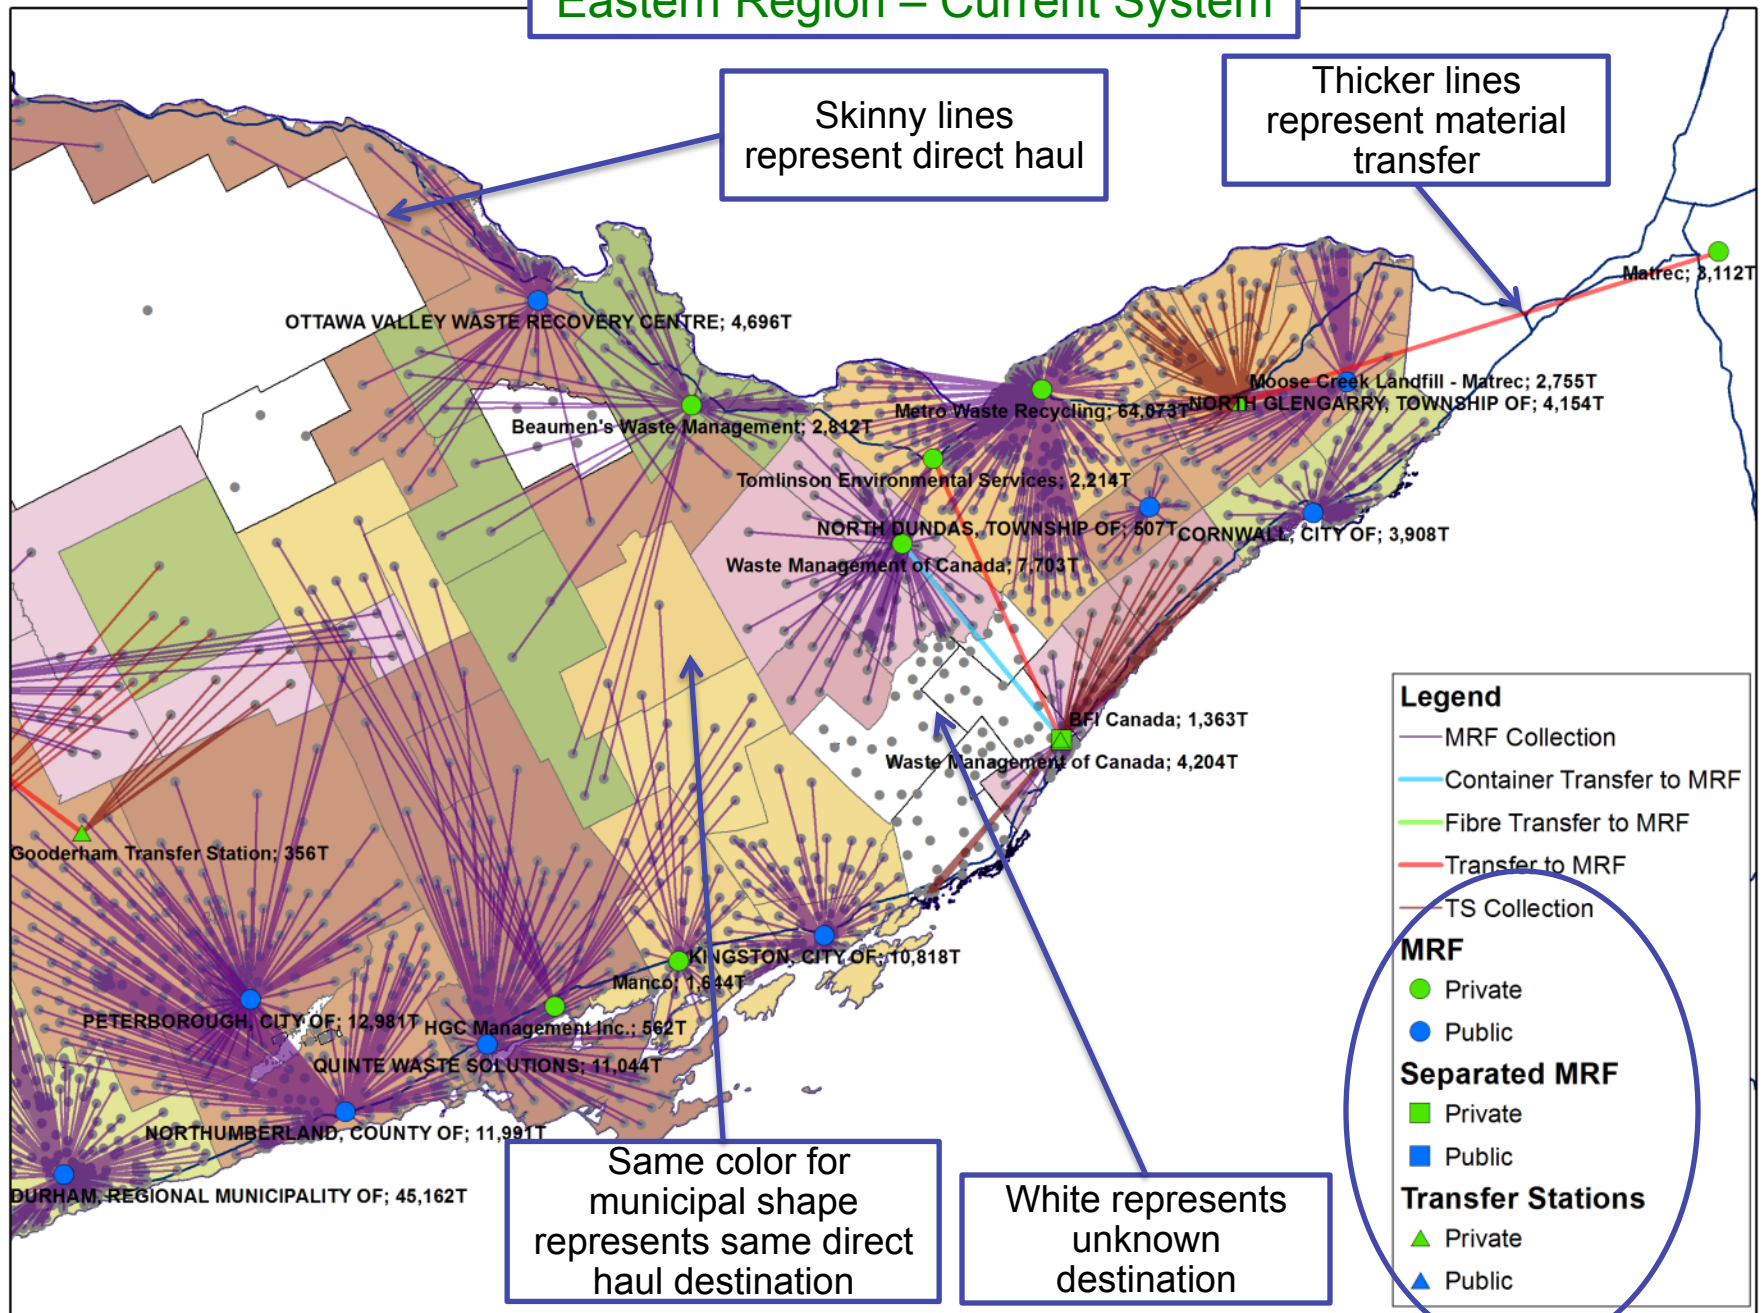 Eastern Region – Current System
Skinny lines
represent direct haul
Thicker lines
represent material
transfer
Matrec; 3,112T
OTTAWA VALLEY WASTE RECOVERY CENTRE; 4,696T
Moose Creek Landfill - Matrec; 2,755T
NORTH GLENGARRY, TOWNSHIP OF; 4,154T
Metro Waste Recycling; 64,073T
Beaumen's Waste Management; 2,812T
Tomlinson Environmental Services; 2,214T
NORTH DUNDAS, TOWNSHIP OF; 507T
CORNWALL, CITY OF; 3,908T
Waste Management of Canada; 7,703T
BFI Canada; 1,363T
Waste Management of Canada; 4,204T
Gooderham Transfer Station; 356T
KINGSTON, CITY OF; 10,818T
Manco; 1,644T
PETERBOROUGH, CITY OF; 12,981T
HGC Management Inc.; 562T
QUINTE WASTE SOLUTIONS; 11,044T
NORTHUMBERLAND, COUNTY OF; 11,991T
DURHAM, REGIONAL MUNICIPALITY OF; 45,162T
Same color for
municipal shape
represents same direct
haul destination
White represents
unknown
destination
Legend
MRF Collection
Container Transfer to MRF
Fibre Transfer to MRF
Transfer to MRF
TS Collection
MRF
Private
Public
Separated MRF
Private
Public
Transfer Stations
Private
Public